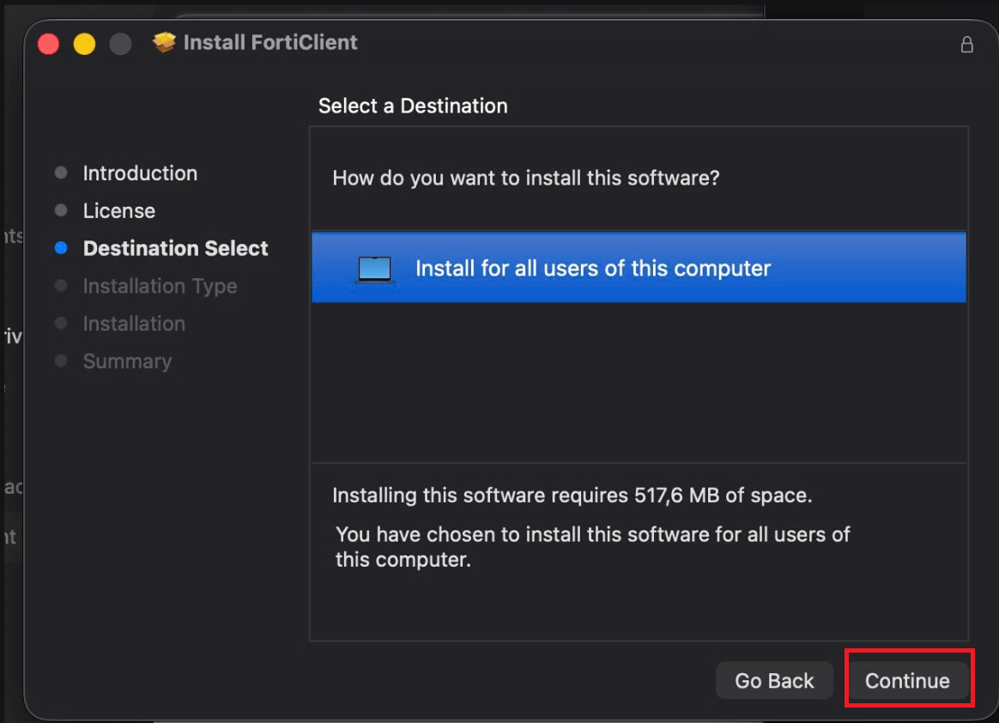 Install FortiClient
Select a Destination
Introduction
License
Destination Select
Installation Type
Installation
Summary
How do you want to install this software?
Install for all users of this computer
Installing this software requires 517,6 MB of space.
You have chosen to install this software for all users of
this computer.
Go Back
Continue